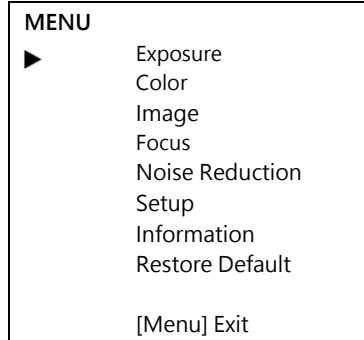 MENU
Exposure
Color
Image
Focus
Noise Reduction
Setup
Information
Restore Default
[Menu] Exit